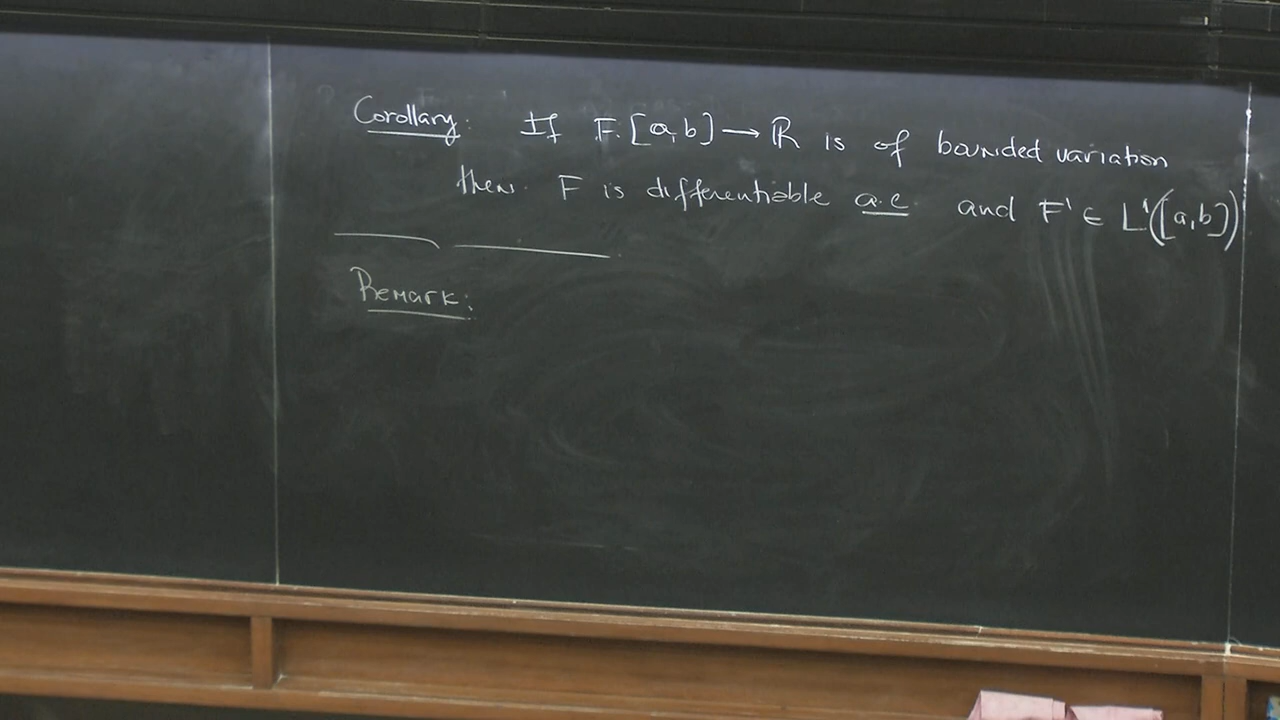 Corollary: If F: [a,b] → ℝ is of bounded variation
then F is differentiable a.e and F' ∈ L¹([a,b])
Remark: